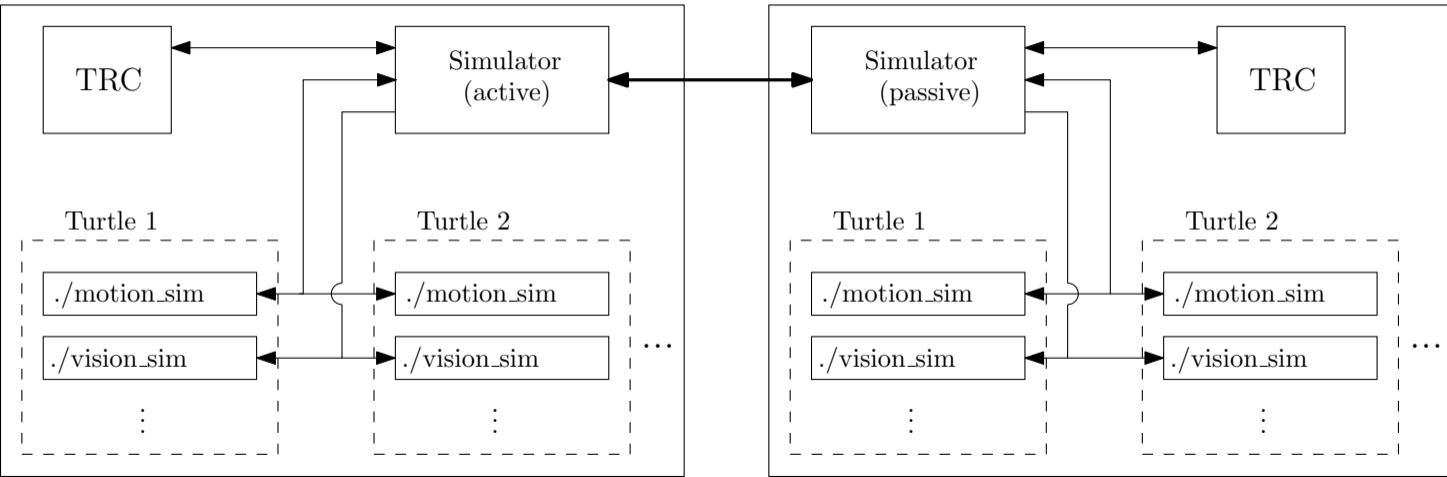 TRC
Simulator
(active)
Simulator
(passive)
TRC
Turtle 1
Turtle 2
Turtle 1
Turtle 2
./motion_sim
./motion_sim
./motion_sim
./motion_sim
...
...
./vision_sim
./vision_sim
./vision_sim
./vision_sim
⋮
⋮
⋮
⋮